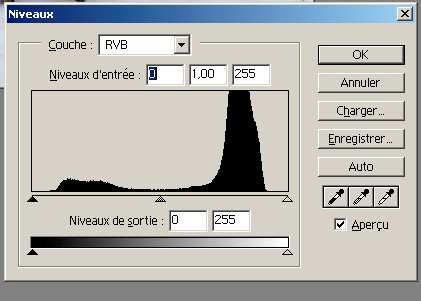 Niveaux
Couche : RVB
OK
Niveaux d'entrée : 0 1,00 255
Annuler
Charger...
Enregistrer...
Auto
Niveaux de sortie : 0 255
Aperçu